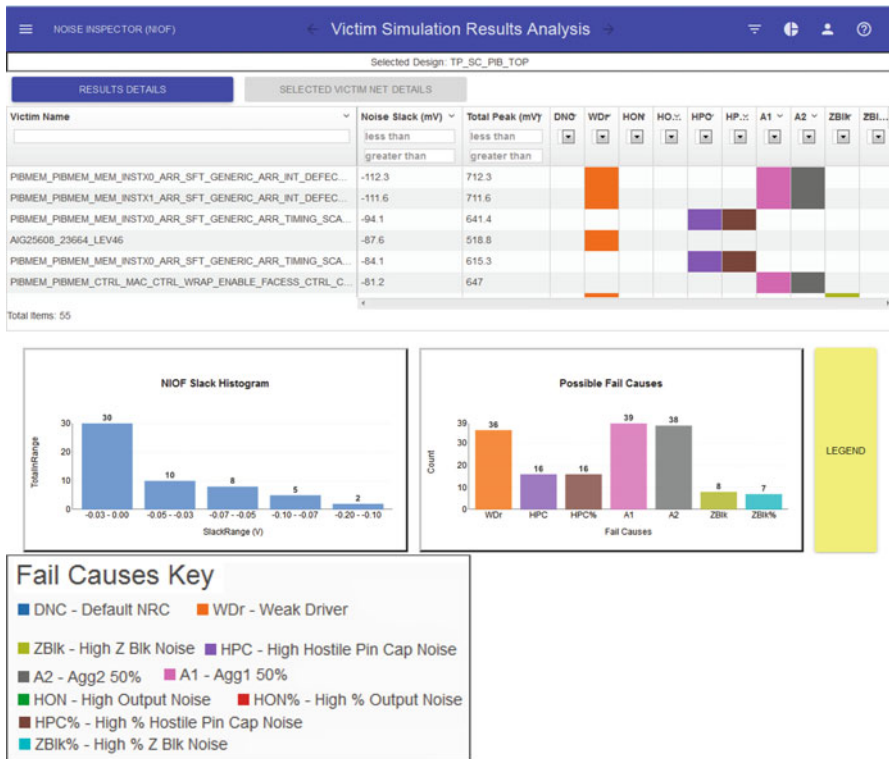 NOISE INSPECTOR (NIOF)
Victim Simulation Results Analysis
Selected Design: TP_SC_PIB_TOP
RESULTS DETAILS SELECTED VICTIM NET DETAILS
Victim Name Noise Slack (mV) Total Peak (mV) DNC WDr HON HO... HPC HP... A1 A2 ZBlk ZBl...
less than less than
greater than greater than
PIBMEM_PIBMEM_MEM_INSTX0_ARR_SFT_GENERIC_ARR_INT_DEFEC... -112.3 712.3
PIBMEM_PIBMEM_MEM_INSTX1_ARR_SFT_GENERIC_ARR_INT_DEFEC... -111.6 711.6
PIBMEM_PIBMEM_MEM_INSTX0_ARR_SFT_GENERIC_ARR_TIMING_SCA... -94.1 641.4
AIG25608_23664_LEV46 -87.6 518.8
PIBMEM_PIBMEM_MEM_INSTX0_ARR_SFT_GENERIC_ARR_TIMING_SCA... -84.1 615.3
PIBMEM_PIBMEM_CTRL_MAC_CTRL_WRAP_ENABLE_FACESS_CTRL_C... -81.2 647
Total Items: 55
NIOF Slack Histogram
TotalInRange
30
20
10
0
30 10 8 5 2
-0.03 - 0.00 -0.05 - -0.03 -0.07 - -0.05 -0.10 - -0.07 -0.20 - -0.10
SlackRange (V)
Possible Fail Causes
Count
39
30
20
10
0
36 16 16 39 38 8 7
WDr HPC HPC% A1 A2 ZBlk ZBlk%
Fail Causes
LEGEND
Fail Causes Key
DNC - Default NRC WDr - Weak Driver
ZBlk - High Z Blk Noise HPC - High Hostile Pin Cap Noise
A2 - Agg2 50% A1 - Agg1 50%
HON - High Output Noise HON% - High % Output Noise
HPC% - High % Hostile Pin Cap Noise
ZBlk% - High % Z Blk Noise